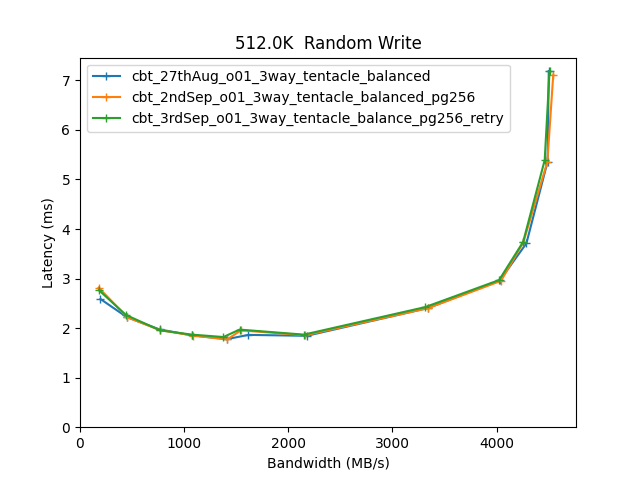 512.0K  Random Write
cbt_27thAug_o01_3way_tentacle_balanced
cbt_2ndSep_o01_3way_tentacle_balanced_pg256
cbt_3rdSep_o01_3way_tentacle_balance_pg256_retry
Latency (ms)
7
6
5
4
3
2
1
0
0 1000 2000 3000 4000
Bandwidth (MB/s)